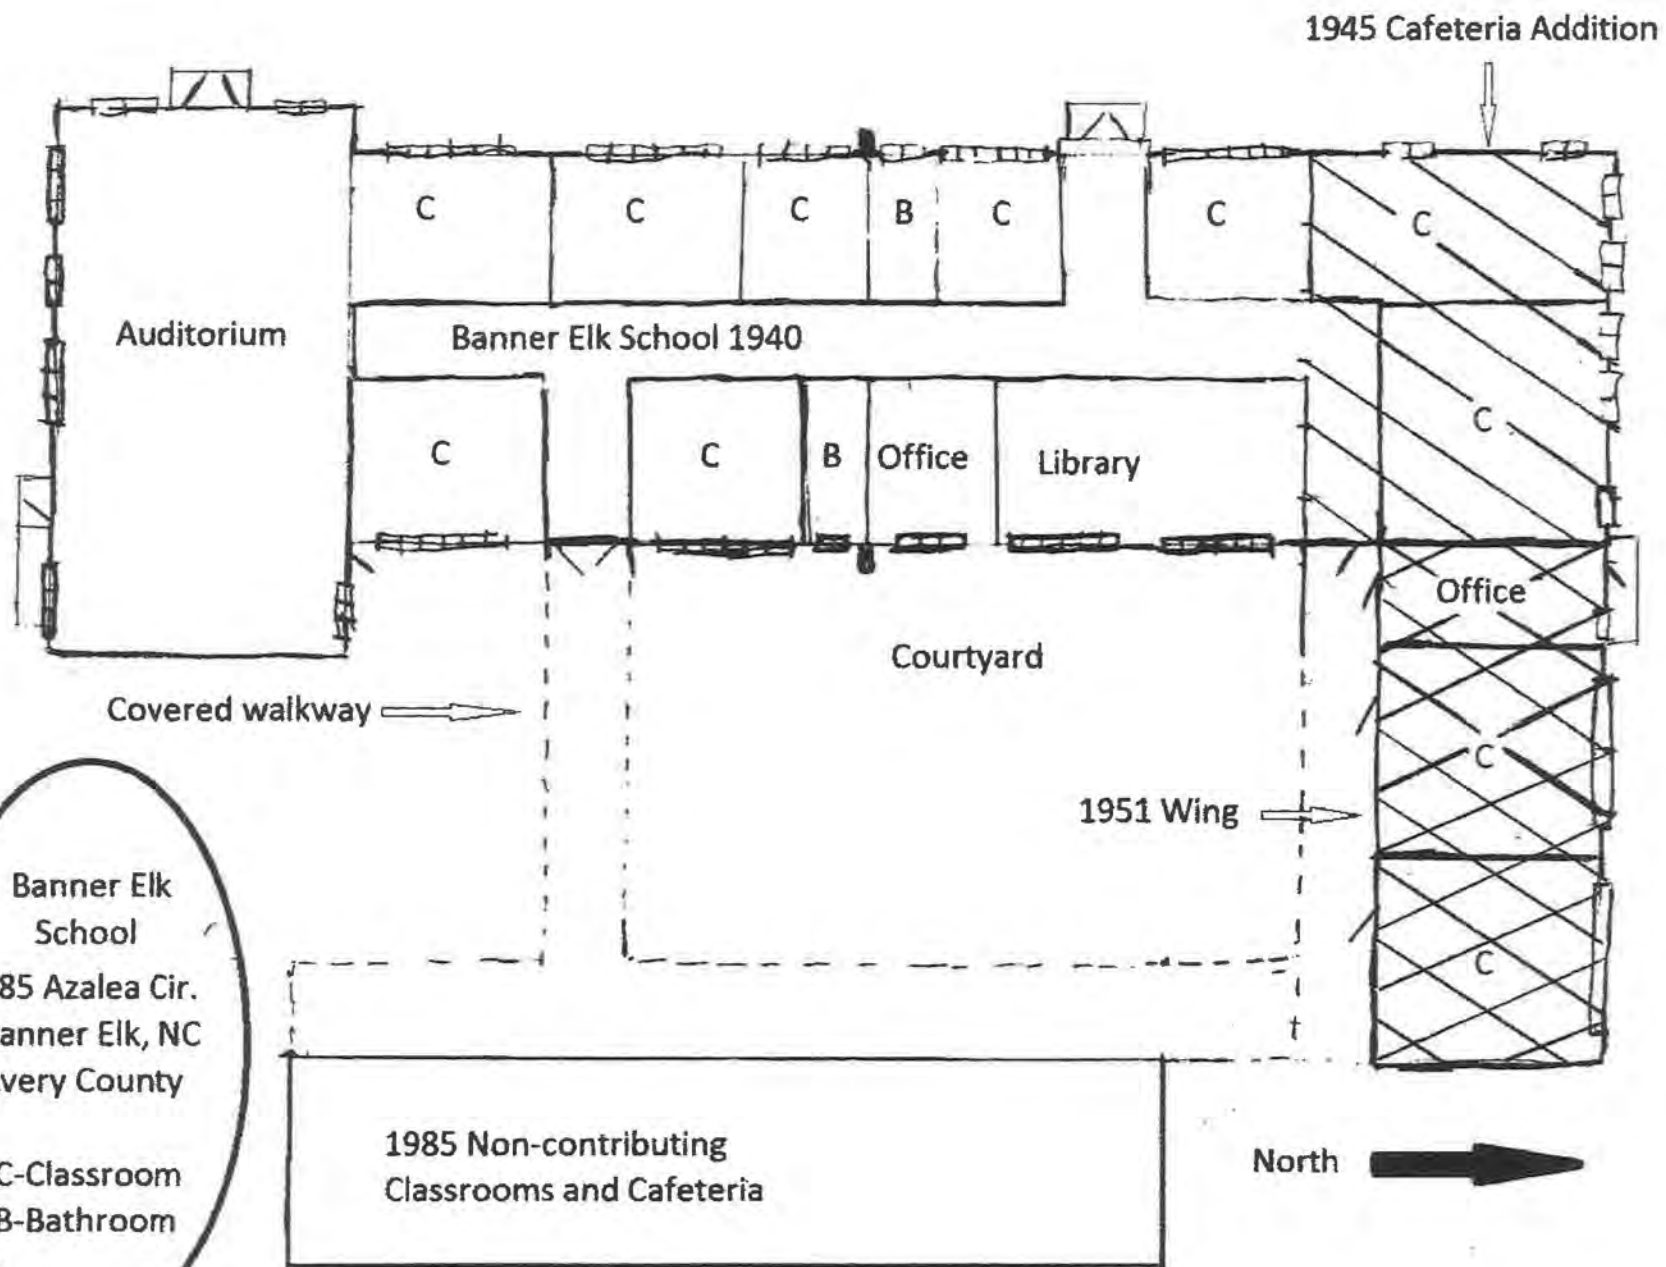 1945 Cafeteria Addition
C
C
C
B
C
C
C
Auditorium
Banner Elk School 1940
C
C
B
Office
Library
C
Office
Courtyard
Covered walkway
C
1951 Wing
Banner Elk
School
85 Azalea Cir.
anner Elk, NC
very County
C
1985 Non-contributing
Classrooms and Cafeteria
North
C-Classroom
B-Bathroom